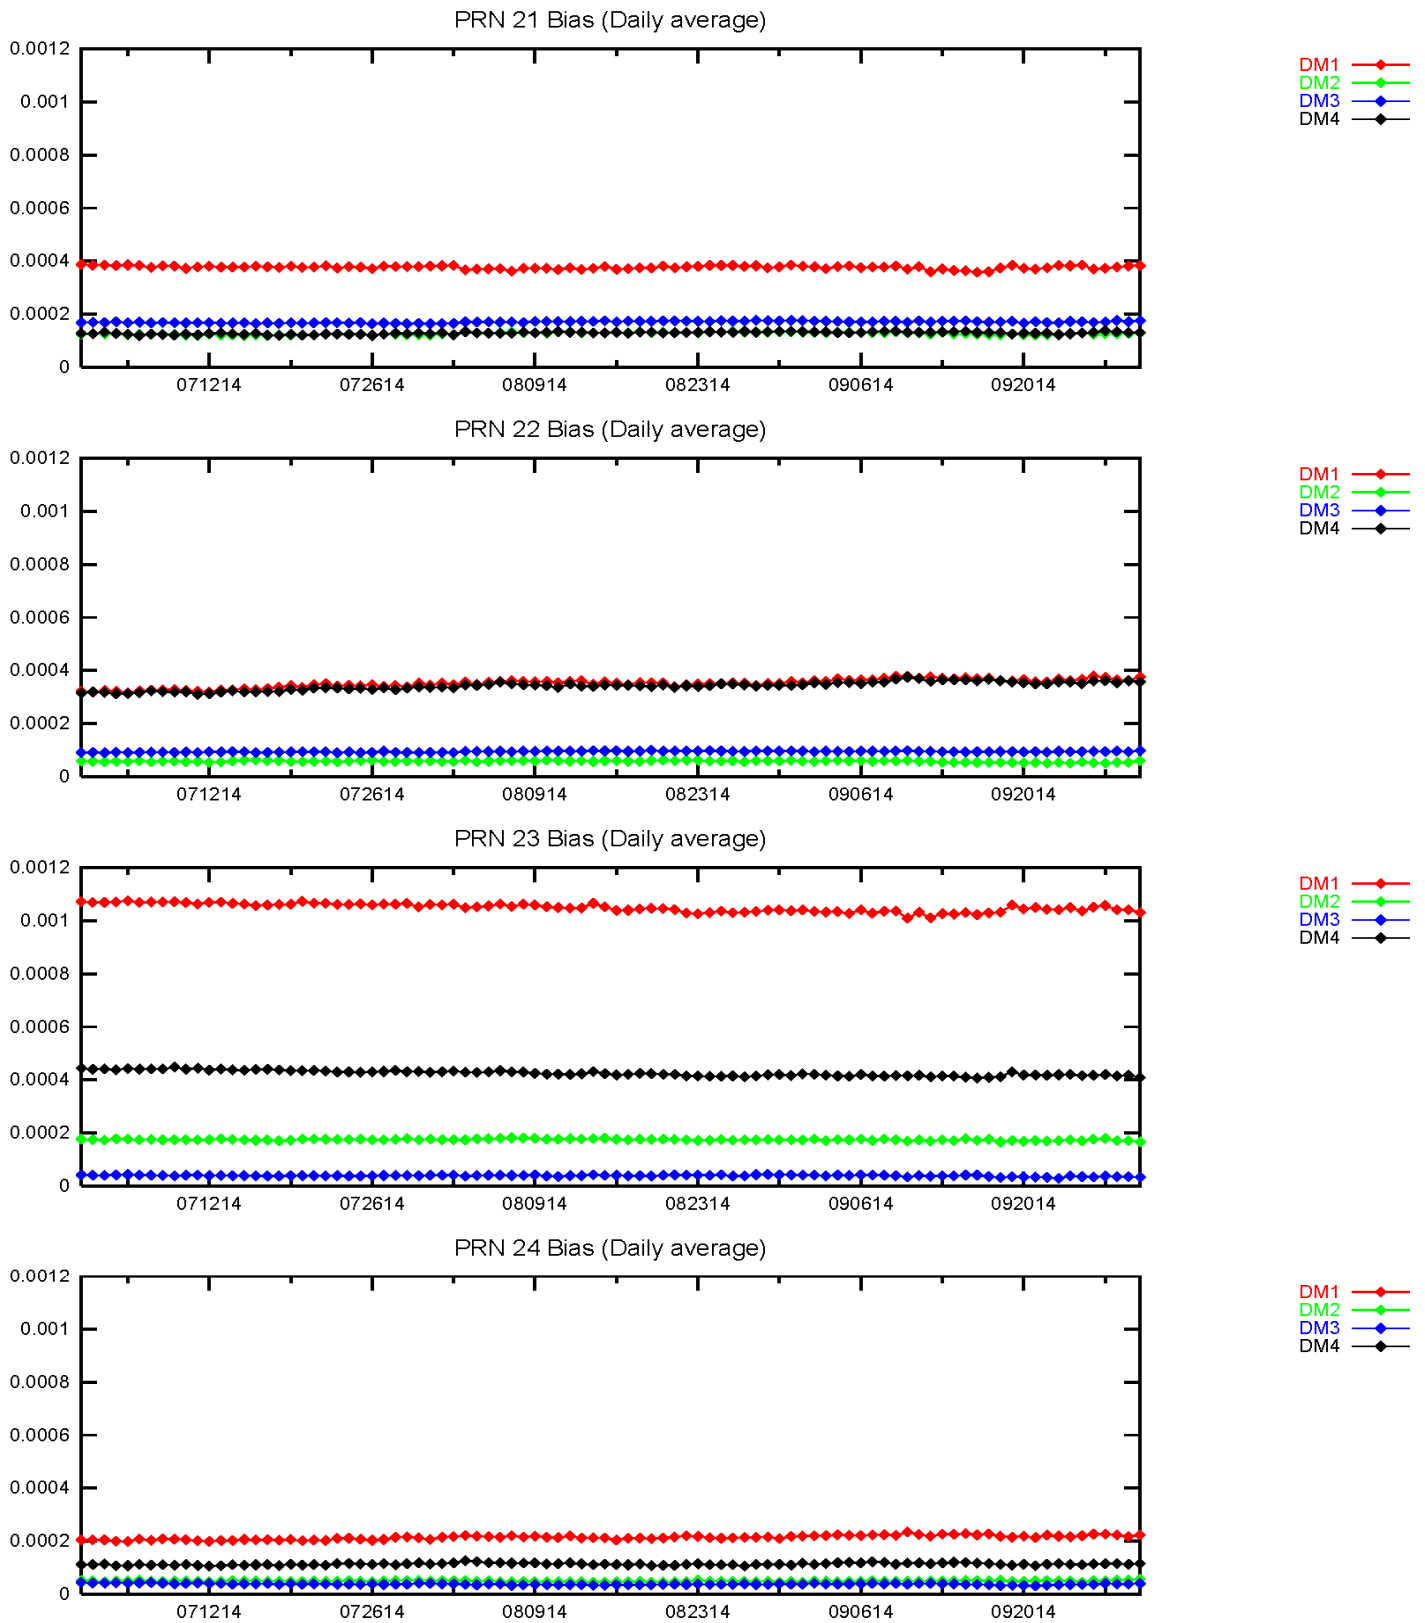 PRN 21 Bias (Daily average)
0.0012
0.001
0.0008
0.0006
0.0004
0.0002
0
071214 072614 080914 082314 090614 092014
DM1
DM2
DM3
DM4
PRN 22 Bias (Daily average)
0.0012
0.001
0.0008
0.0006
0.0004
0.0002
0
071214 072614 080914 082314 090614 092014
DM1
DM2
DM3
DM4
PRN 23 Bias (Daily average)
0.0012
0.001
0.0008
0.0006
0.0004
0.0002
0
071214 072614 080914 082314 090614 092014
DM1
DM2
DM3
DM4
PRN 24 Bias (Daily average)
0.0012
0.001
0.0008
0.0006
0.0004
0.0002
0
071214 072614 080914 082314 090614 092014
DM1
DM2
DM3
DM4